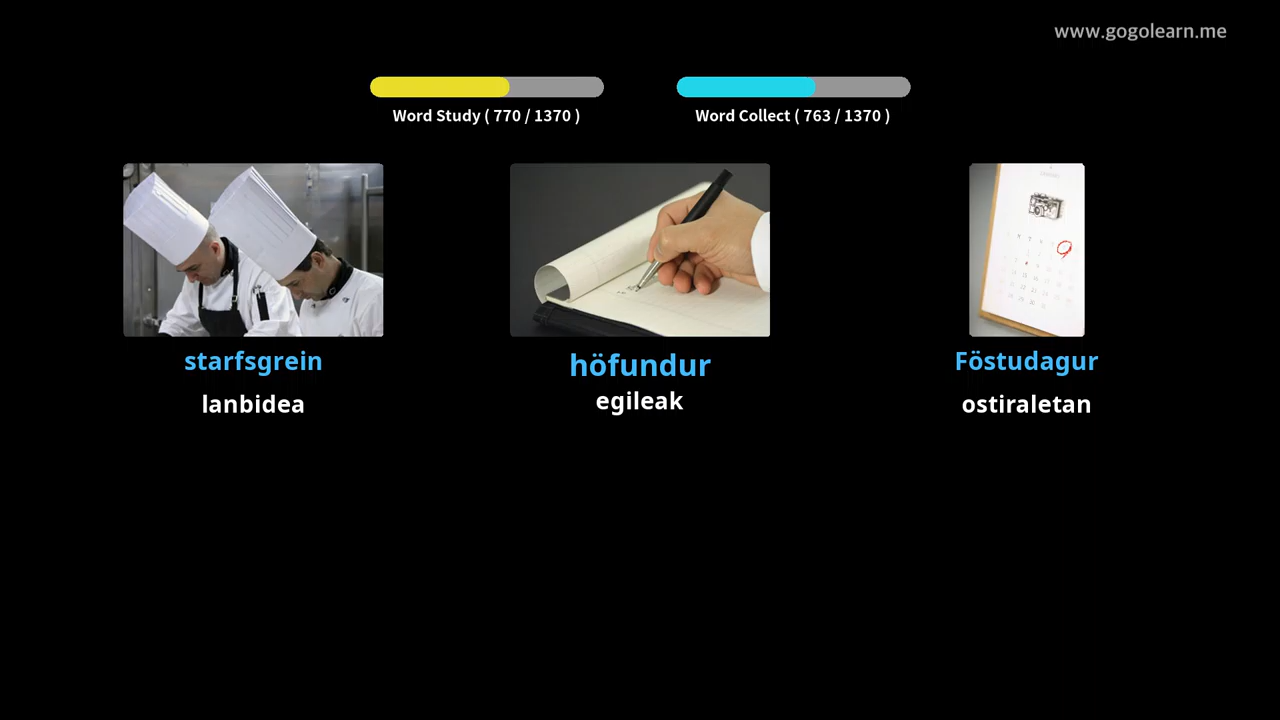 www.gogolearn.me
Word Study ( 770 / 1370 )
Word Collect ( 763 / 1370 )
starfsgrein
höfundur
Föstudagur
lanbidea
egileak
ostiraletan